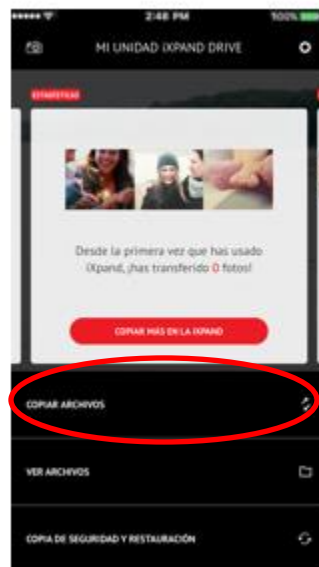 2:48 PM
100%
MI UNIDAD iXPAND DRIVE
ESTADÍSTICAS
Desde la primera vez que has usado
iXpand, ¡has transferido 0 fotos!
COPIAR MÁS EN LA IXPAND
COPIAR ARCHIVOS
VER ARCHIVOS
COPIA DE SEGURIDAD Y RESTAURACIÓN